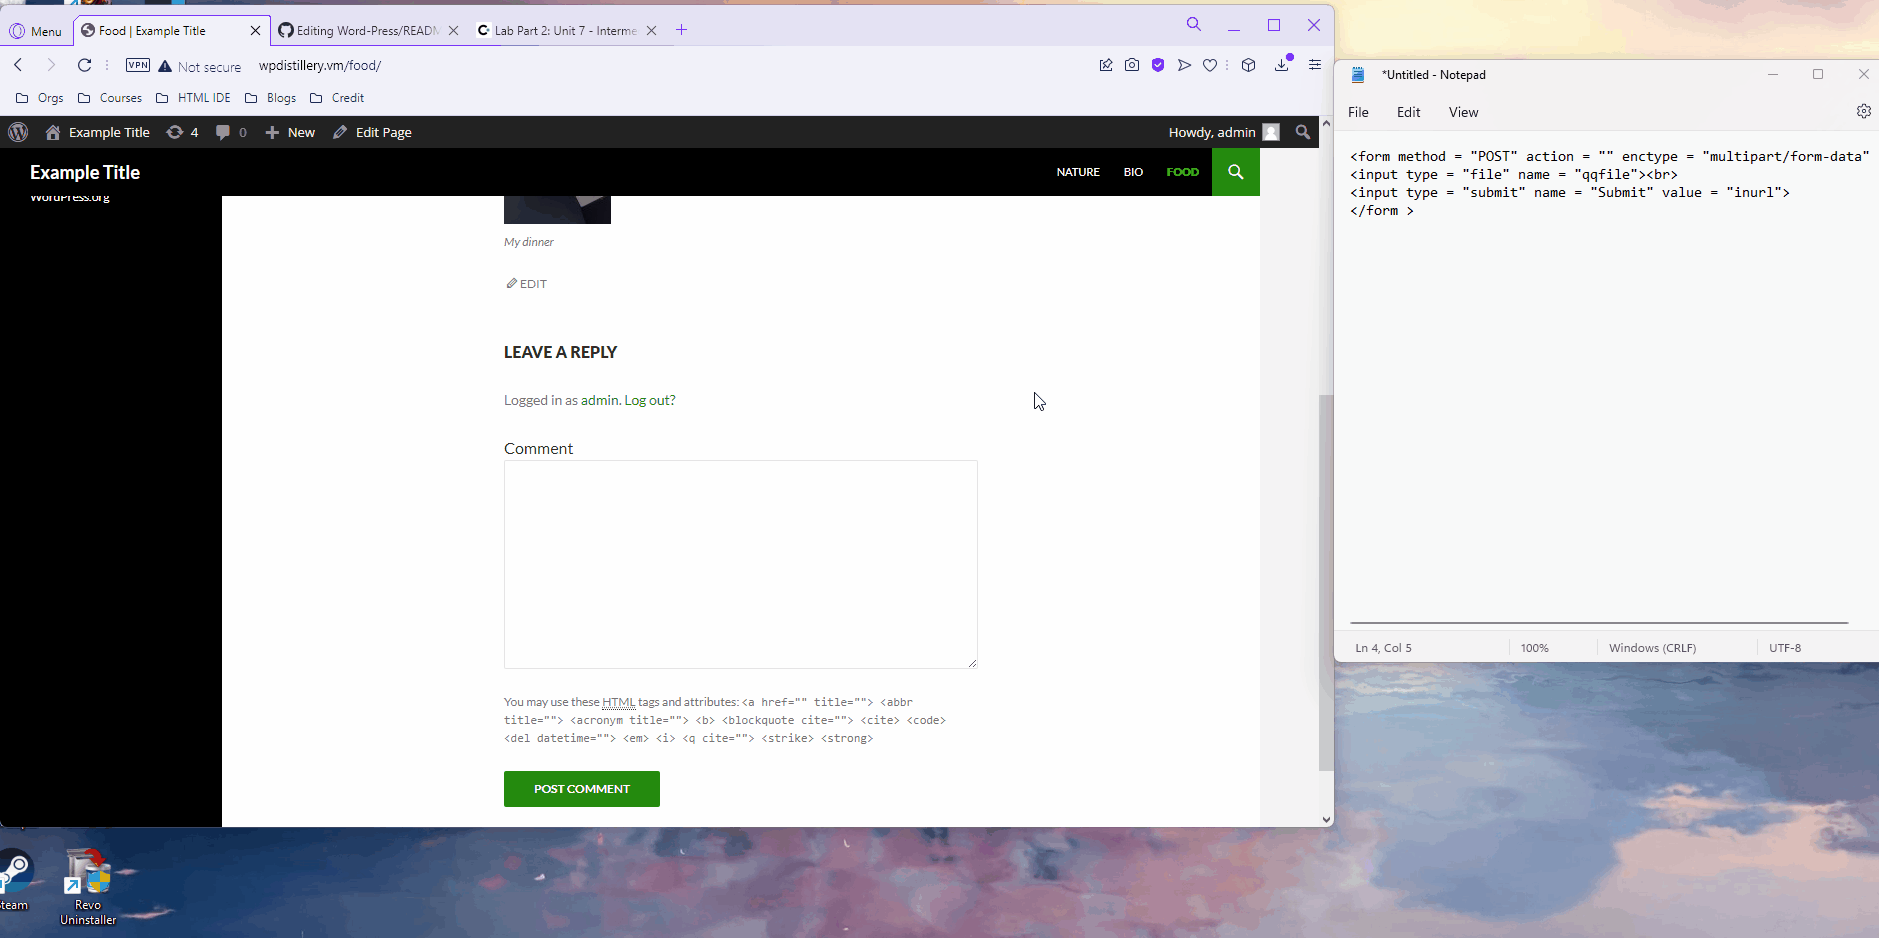 Menu
Food | Example Title
Editing Word-Press/READM
Lab Part 2: Unit 7 - Interme
VPN
Not secure
wpdistillery.vm/food/
Orgs
Courses
HTML IDE
Blogs
Credit
Example Title
4
0
New
Edit Page
Howdy, admin
Example Title
NATURE
BIO
FOOD
WordPress.org
My dinner
EDIT
LEAVE A REPLY
Logged in as admin. Log out?
Comment
You may use these HTML tags and attributes: <a href="" title=""> <abbr
title=""> <acronym title=""> <b> <blockquote cite=""> <cite> <code>
<del datetime=""> <em> <i> <q cite=""> <strike> <strong>
POST COMMENT
*Untitled - Notepad
File
Edit
View
<form method = "POST" action = "" enctype = "multipart/form-data"
<input type = "file" name = "qqfile"><br>
<input type = "submit" name = "Submit" value = "inurl">
</form >
Ln 4, Col 5
100%
Windows (CRLF)
UTF-8
team
Revo
Uninstaller